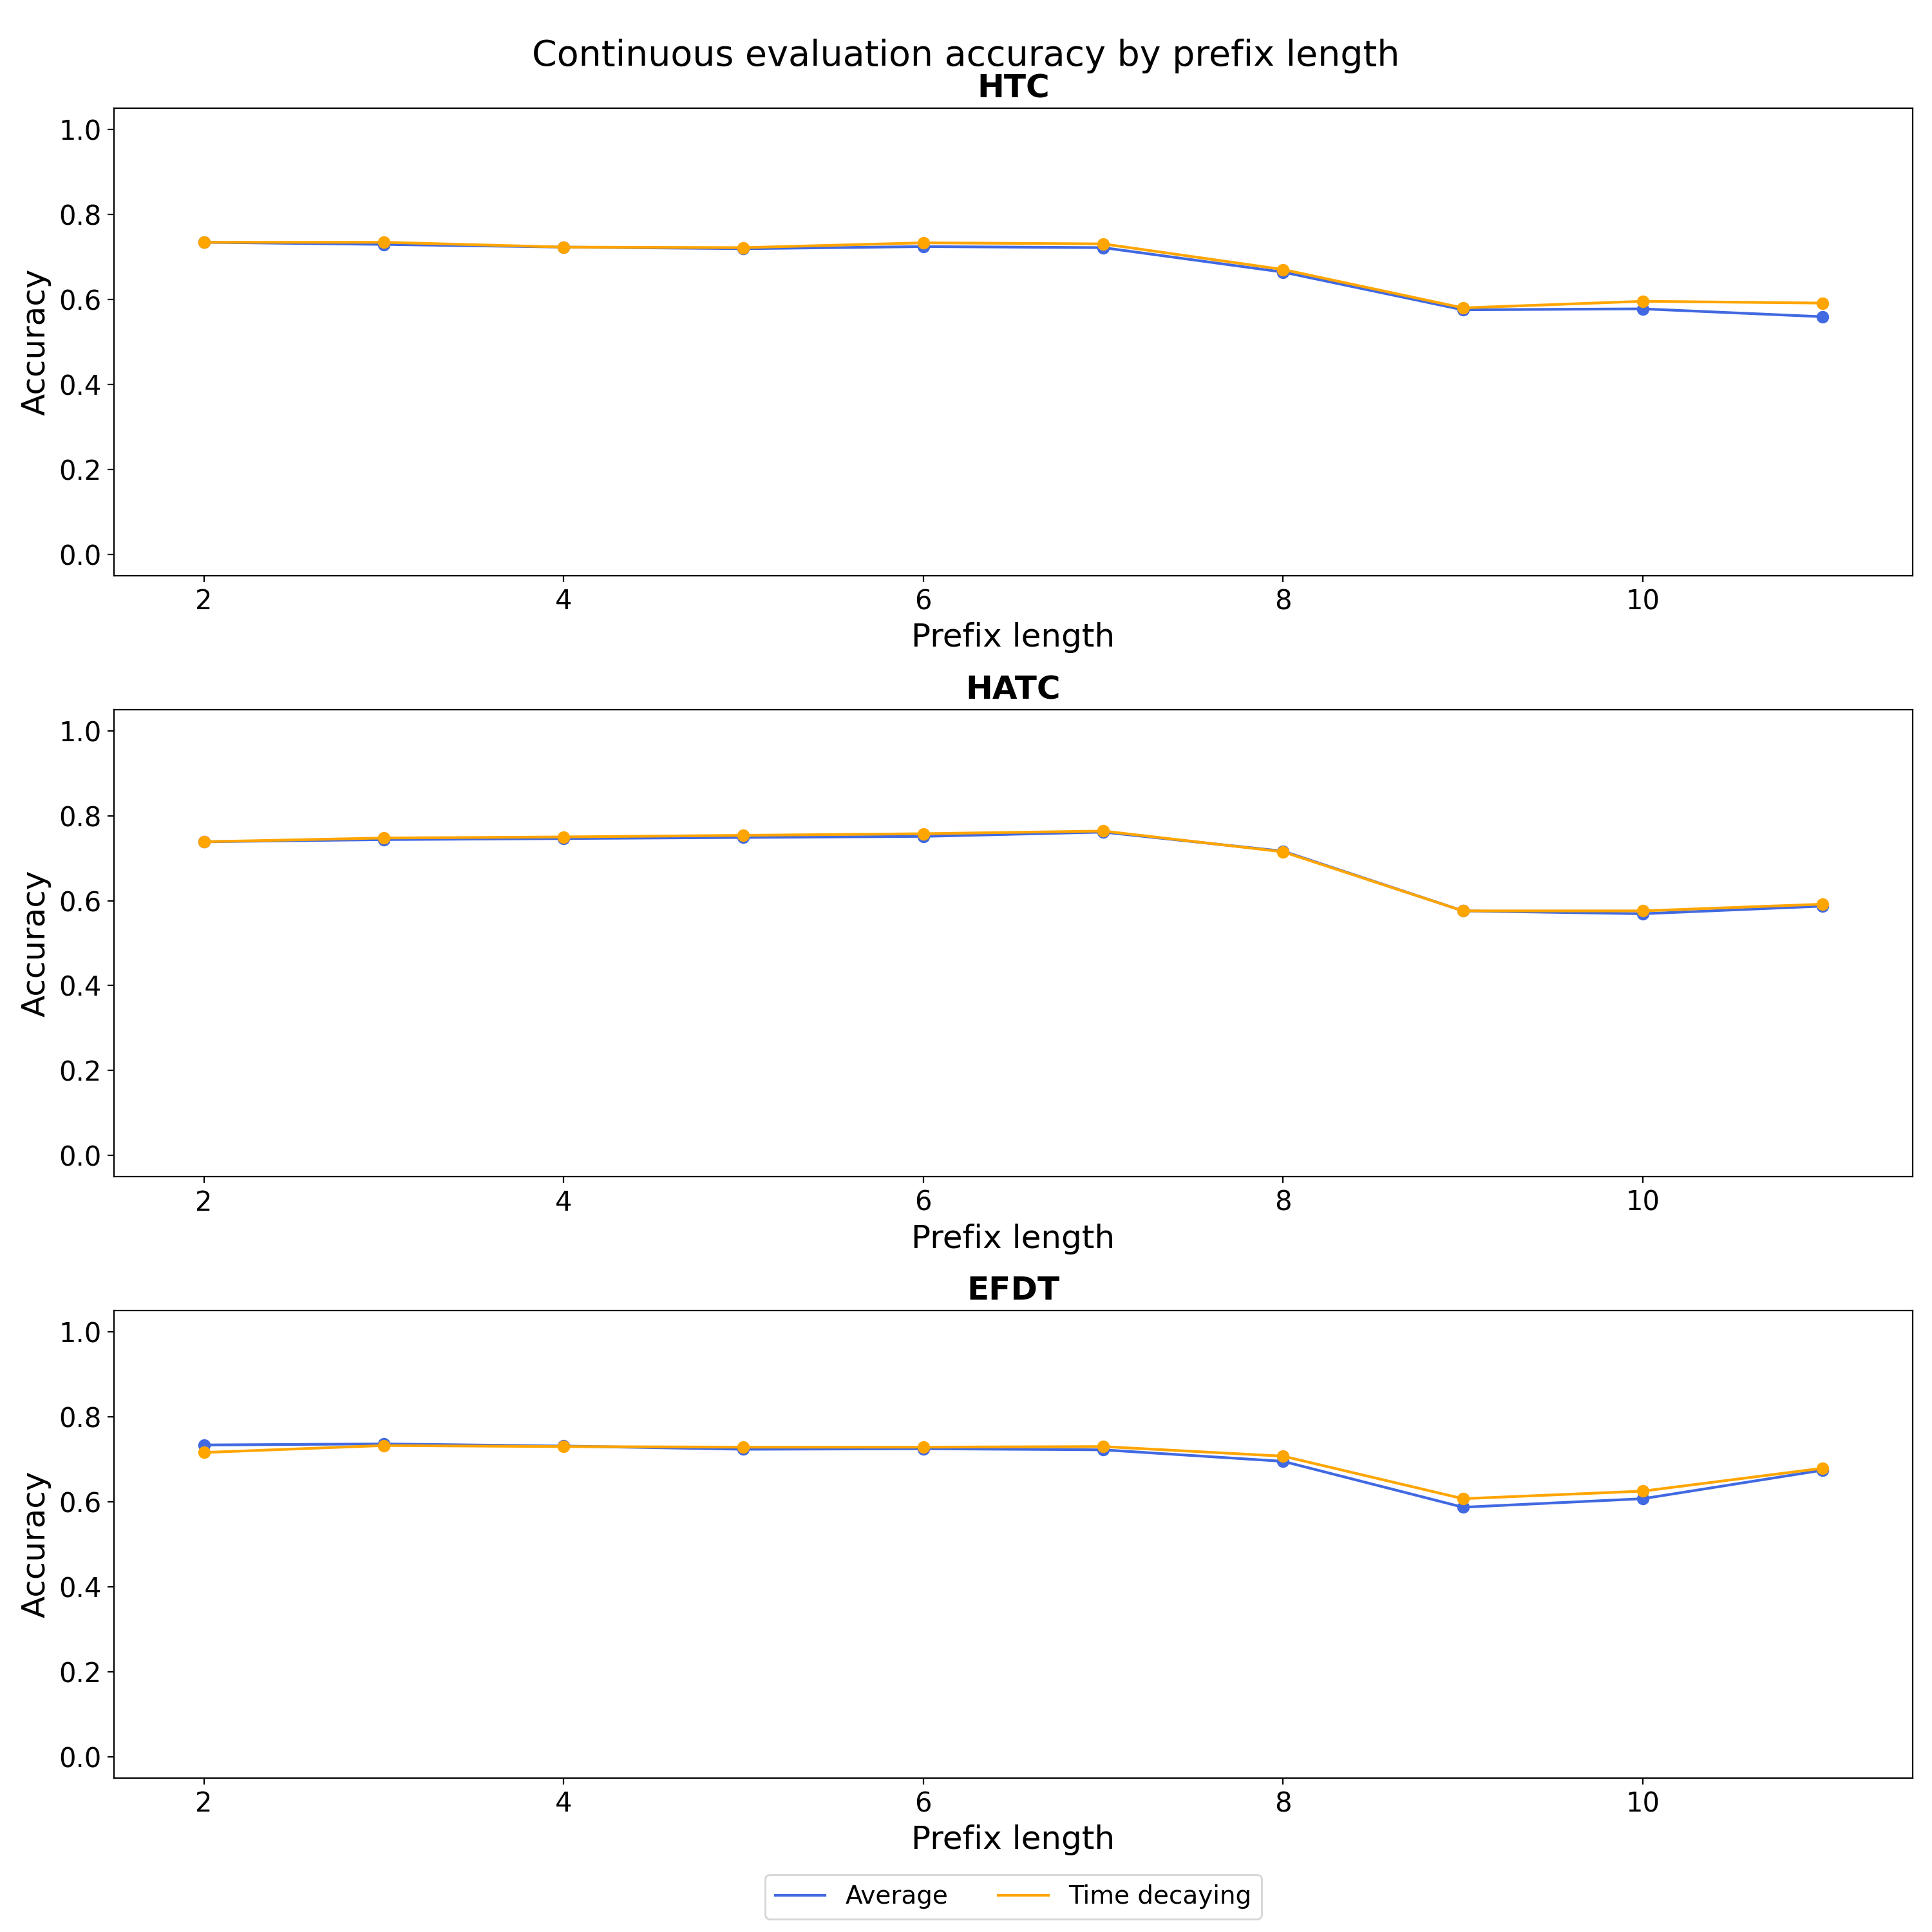 Continuous evaluation accuracy by prefix length
HTC
1.0
0.8
0.6
0.4
0.2
0.0
Accuracy
2 4 6 8 10
Prefix length
HATC
1.0
0.8
0.6
0.4
0.2
0.0
Accuracy
2 4 6 8 10
Prefix length
EFDT
1.0
0.8
0.6
0.4
0.2
0.0
Accuracy
2 4 6 8 10
Prefix length
Average Time decaying